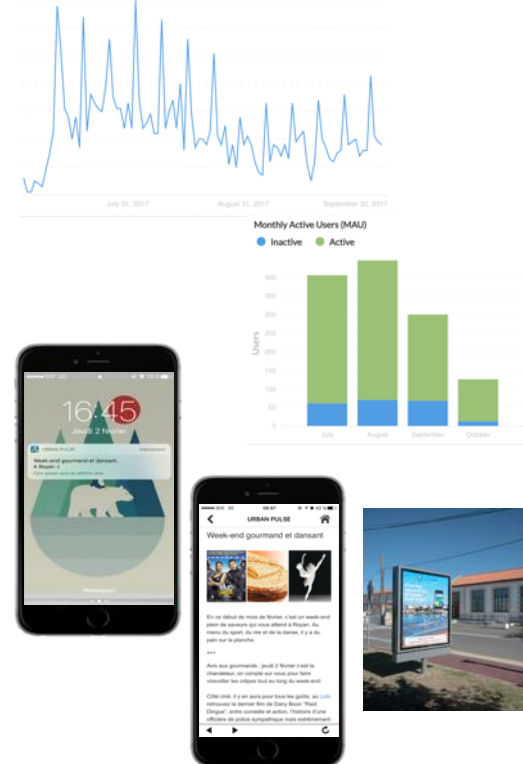 July 31, 2017
August 31, 2017
September 30, 2017
Monthly Active Users (MAU)
Inactive
Active
Users
400
350
300
250
200
150
100
50
0
July
August
September
October
16:45
Jeudi 2 février
URBAN PULSE
Week-end gourmand et dansant,
A Royan :)
09:47
URBAN PULSE
Week-end gourmand et dansant
En ce début de mois de février, c'est un week-end
plein de saveurs qui vous attend à Royan. Au
menu du sport, du rire et de la danse, il y a du
pain sur la planche.
***
Avis aux gourmands : jeudi 2 février c'est la
chandeleur, on compte sur vous pour faire
virevolter les crêpes tout au long du week-end.
Côté ciné, il y en aura pour tous les goûts, au Lido
retrouvez le dernier film de Dany Boon "Raid
Dingue", entre comédie et action, l'histoire d'une
officière de police sympathique mais extrêmement